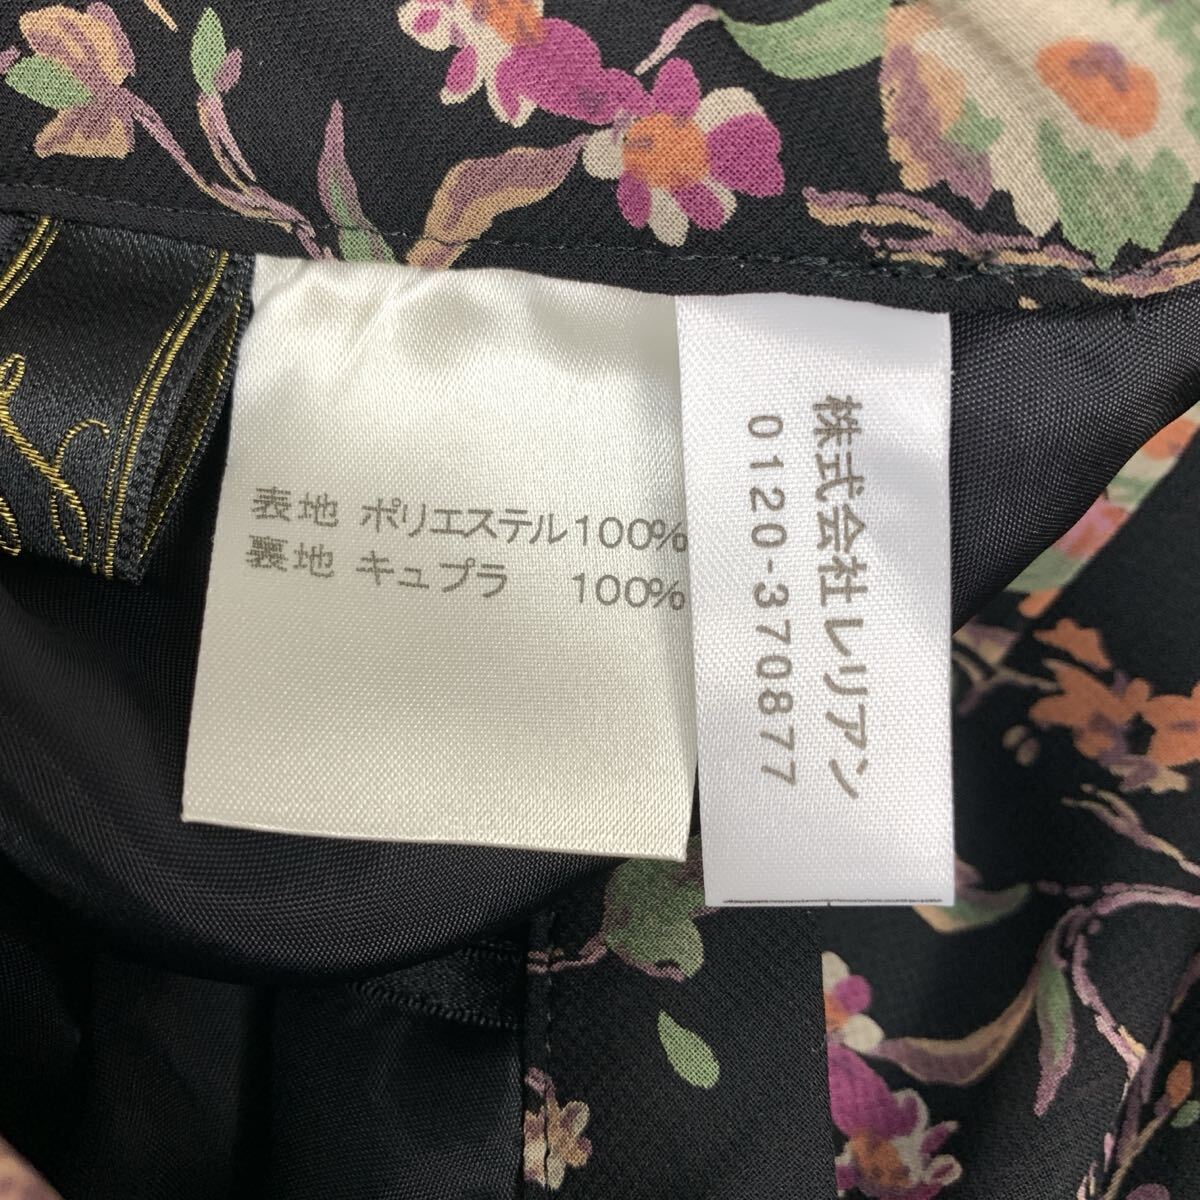 表地 ポリエステル100%
裏地 キュプラ 100%
株式会社レリアン
0120-370877